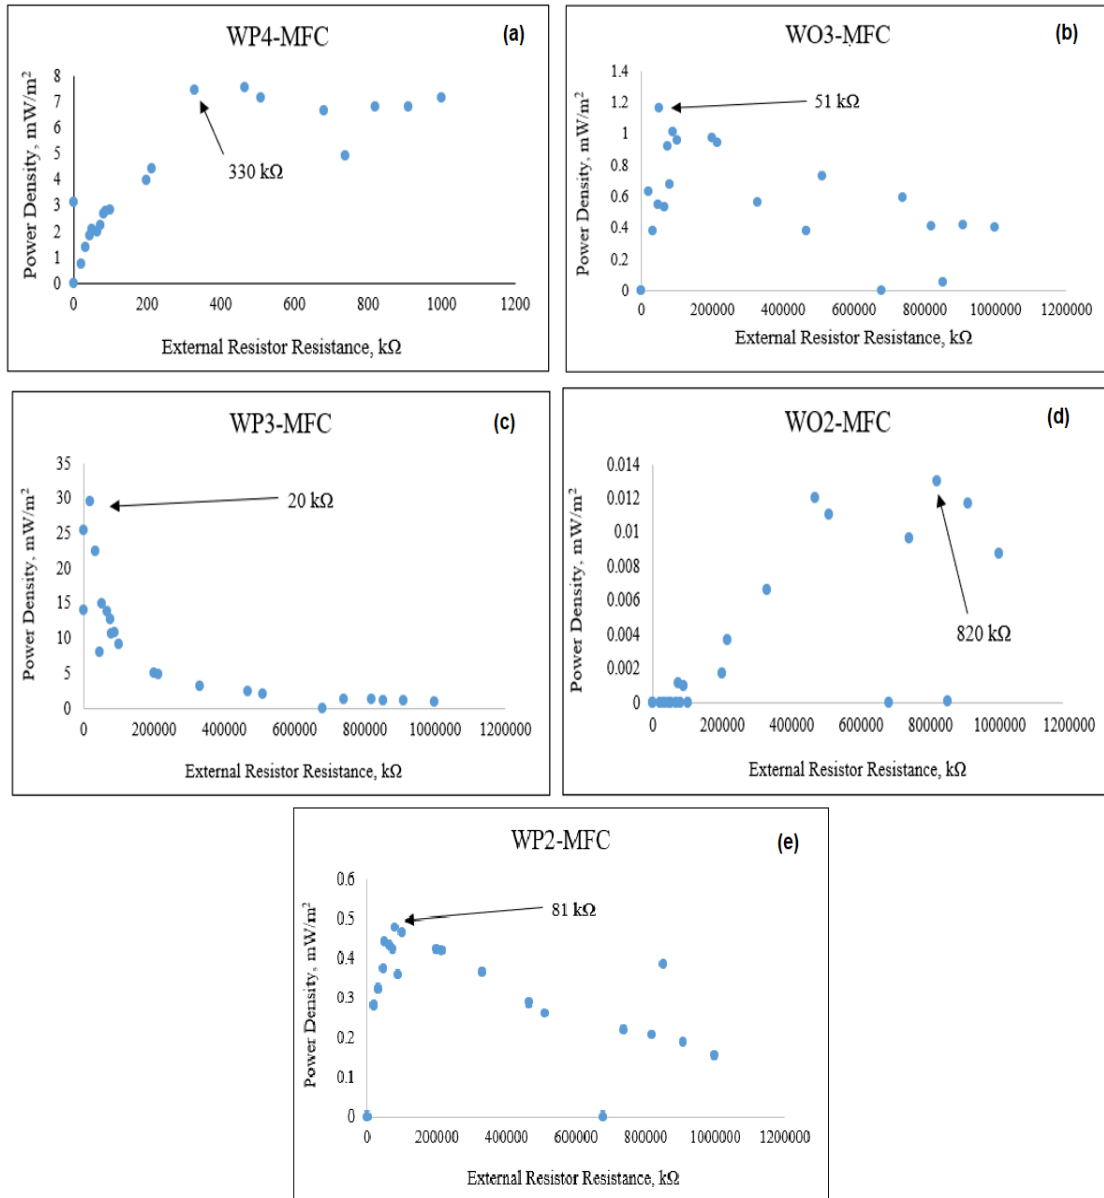 WP4-MFC
(a)
Power Density, mW/m²
8
7
6
5
4
3
2
1
0
330 kΩ
0 200 400 600 800 1000 1200
External Resistor Resistance, kΩ
WO3-MFC
(b)
Power Density, mW/m²
1.4
1.2
1
0.8
0.6
0.4
0.2
0
51 kΩ
0 200000 400000 600000 800000 1000000 1200000
External Resistor Resistance, kΩ
WP3-MFC
(c)
Power Density, mW/m²
35
30
25
20
15
10
5
0
20 kΩ
0 200000 400000 600000 800000 1000000 1200000
External Resistor Resistance, kΩ
WO2-MFC
(d)
Power Density, mW/m²
0.014
0.012
0.01
0.008
0.006
0.004
0.002
0
820 kΩ
0 200000 400000 600000 800000 1000000 1200000
External Resistor Resistance, kΩ
WP2-MFC
(e)
Power Density, mW/m²
0.6
0.5
0.4
0.3
0.2
0.1
0
81 kΩ
0 200000 400000 600000 800000 1000000 1200000
External Resistor Resistance, kΩ